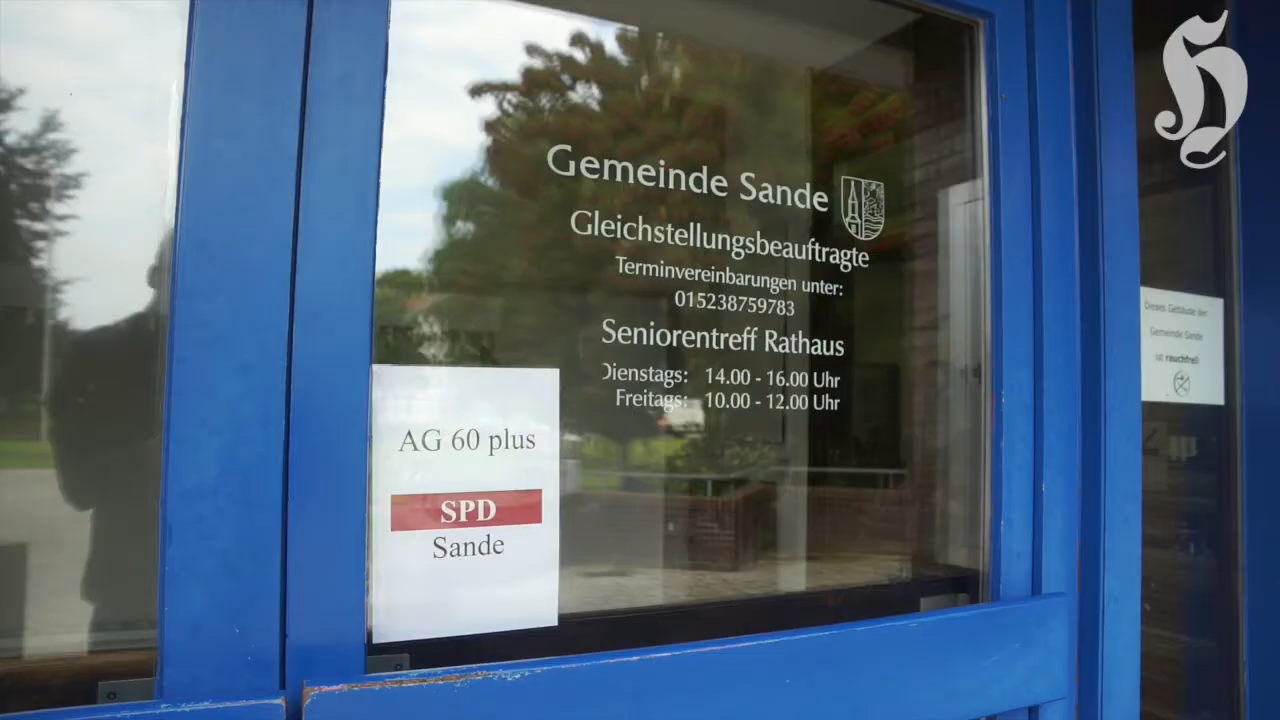 Gemeinde Sande
Gleichstellungsbeauftragte
Terminvereinbarungen unter:
015238759783
Seniorentreff Rathaus
Dienstags: 14.00 - 16.00 Uhr
Freitags: 10.00 - 12.00 Uhr
AG 60 plus
SPD
Sande
Dieses Gebäude der
Gemeinde Sande
ist rauchfrei!